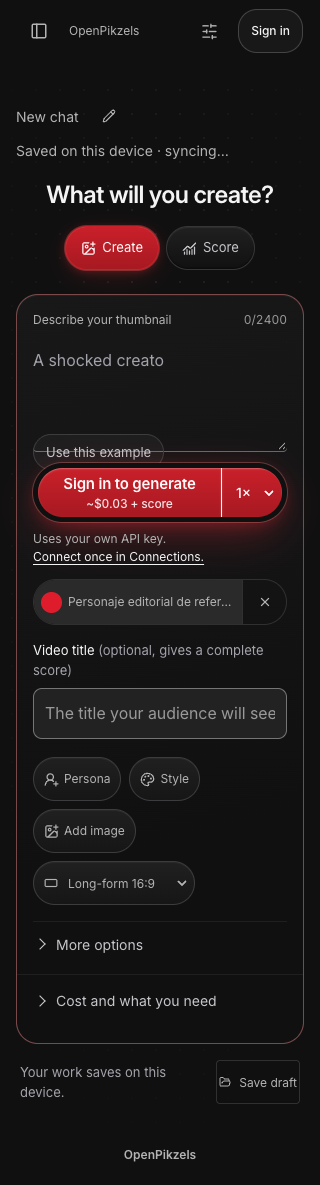 OpenPikzels
Sign in
New chat
Saved on this device · syncing...
What will you create?
Create
Score
Describe your thumbnail
0/2400
A shocked creato
Use this example
Sign in to generate
~$0.03 + score
1×
Uses your own API key.
Connect once in Connections.
Personaje editorial de refer...
Video title (optional, gives a complete
score)
The title your audience will see
Persona
Style
Add image
Long-form 16:9
More options
Cost and what you need
Your work saves on this
device.
Save draft
OpenPikzels